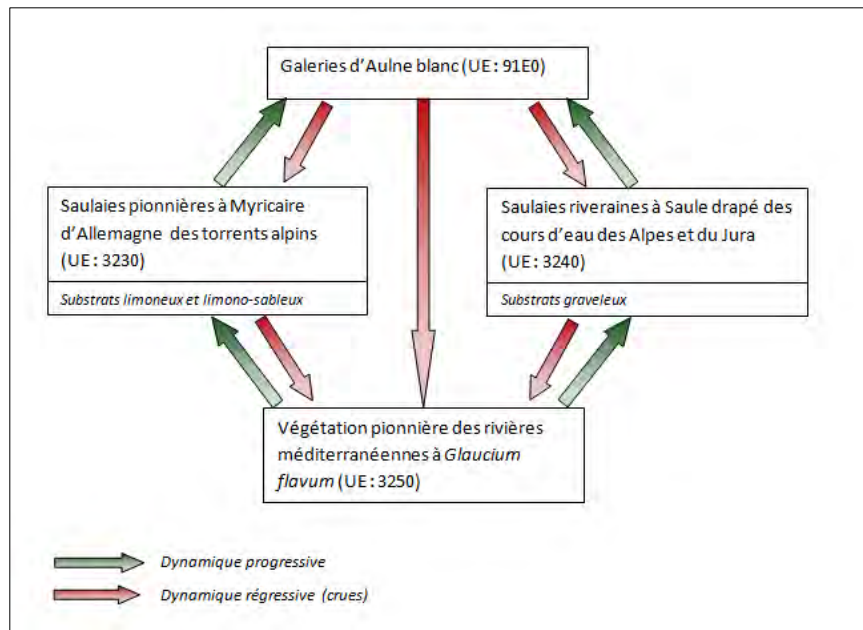 Galeries d'Aulne blanc (UE : 91E0)
Saulaies pionnières à Myricaire
d'Allemagne des torrents alpins
(UE : 3230)
Substrats limoneux et limono-sableux
Saulaies riveraines à Saule drapé des
cours d'eau des Alpes et du Jura
(UE : 3240)
Substrats graveleux
Végétation pionnière des rivières
méditerranéennes à Glaucium
flavum (UE : 3250)
Dynamique progressive
Dynamique régressive (crues)